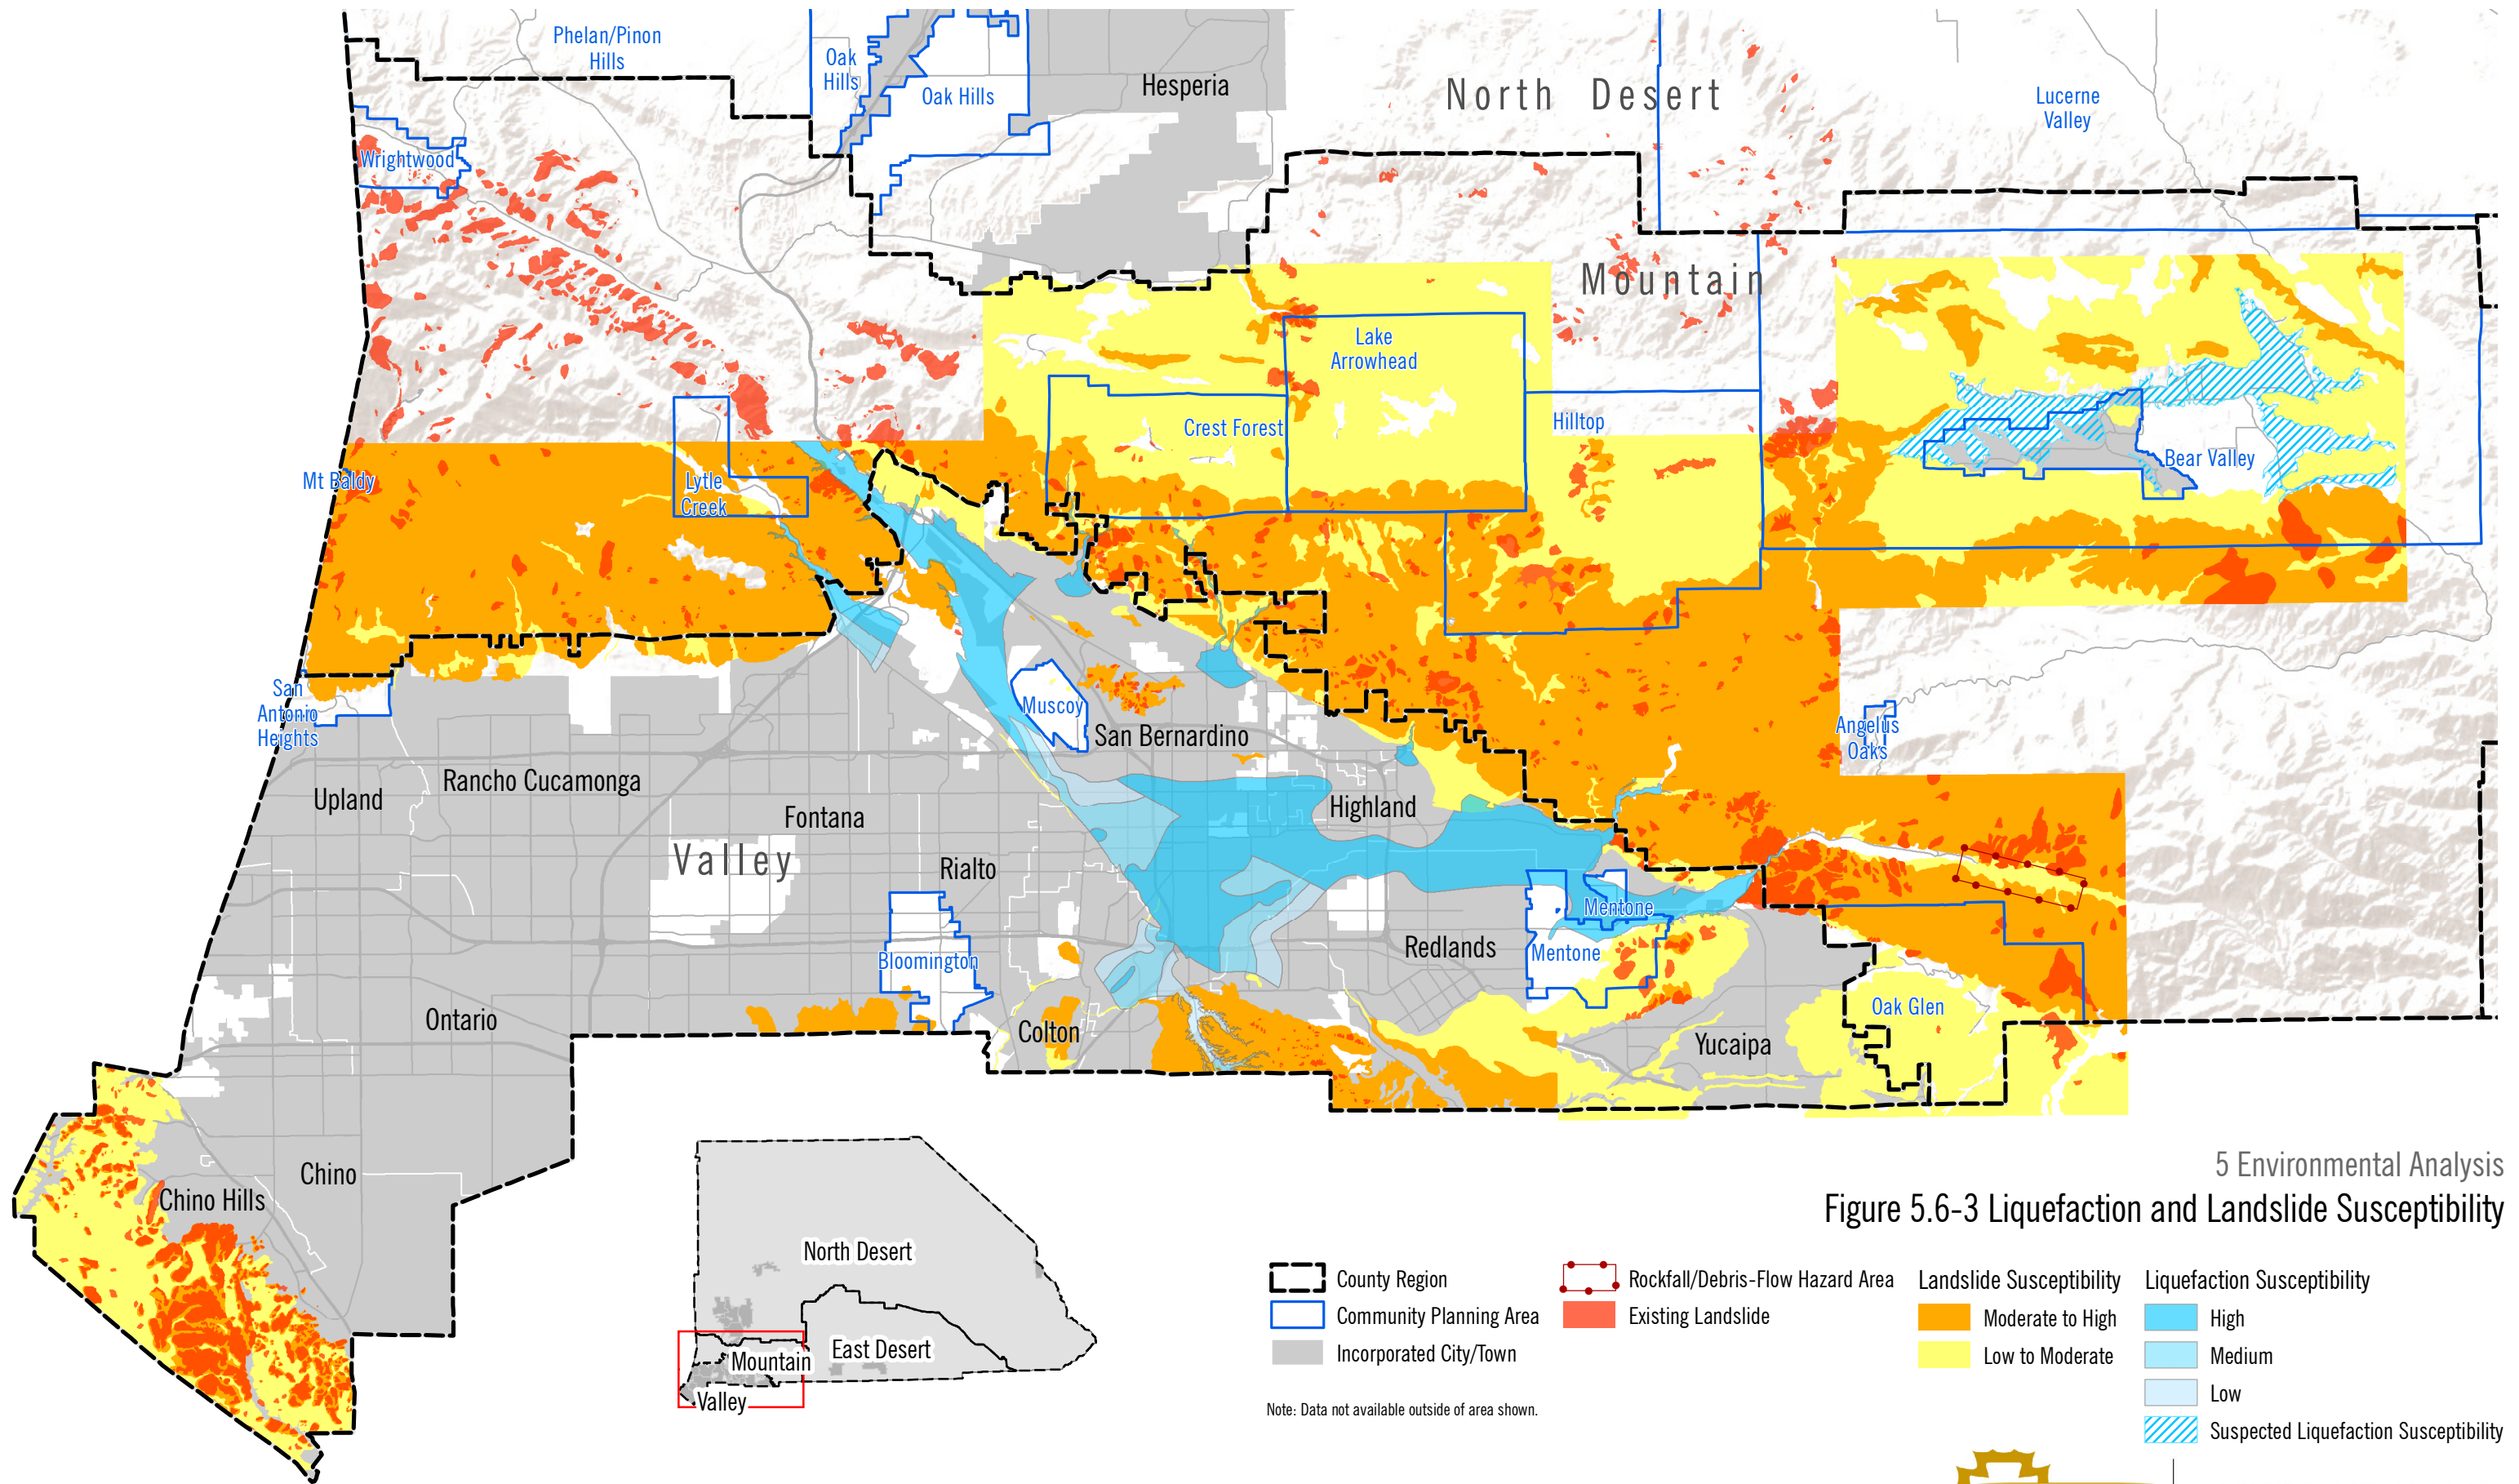 Phelan/Pinon
Hills
Oak
Hills
Oak Hills
Hesperia
North Desert
Lucerne
Valley
Wrightwood
Mountain
Lake
Arrowhead
Crest Forest
Hilltop
Bear Valley
Mt Baldy
Lytle
Creek
San
Antonio
Heights
Muscoy
San Bernardino
Angelus
Oaks
Upland
Rancho Cucamonga
Fontana
Highland
Valley
Rialto
Mentone
Redlands
Mentone
Bloomington
Oak Glen
Ontario
Colton
Yucaipa
Chino
Chino Hills
North Desert
East Desert
Mountain
Valley
5 Environmental Analysis
Figure 5.6-3 Liquefaction and Landslide Susceptibility
County Region
Community Planning Area
Incorporated City/Town
Rockfall/Debris-Flow Hazard Area
Existing Landslide
Landslide Susceptibility
Moderate to High
Low to Moderate
Liquefaction Susceptibility
High
Medium
Low
Suspected Liquefaction Susceptibility
Note: Data not available outside of area shown.